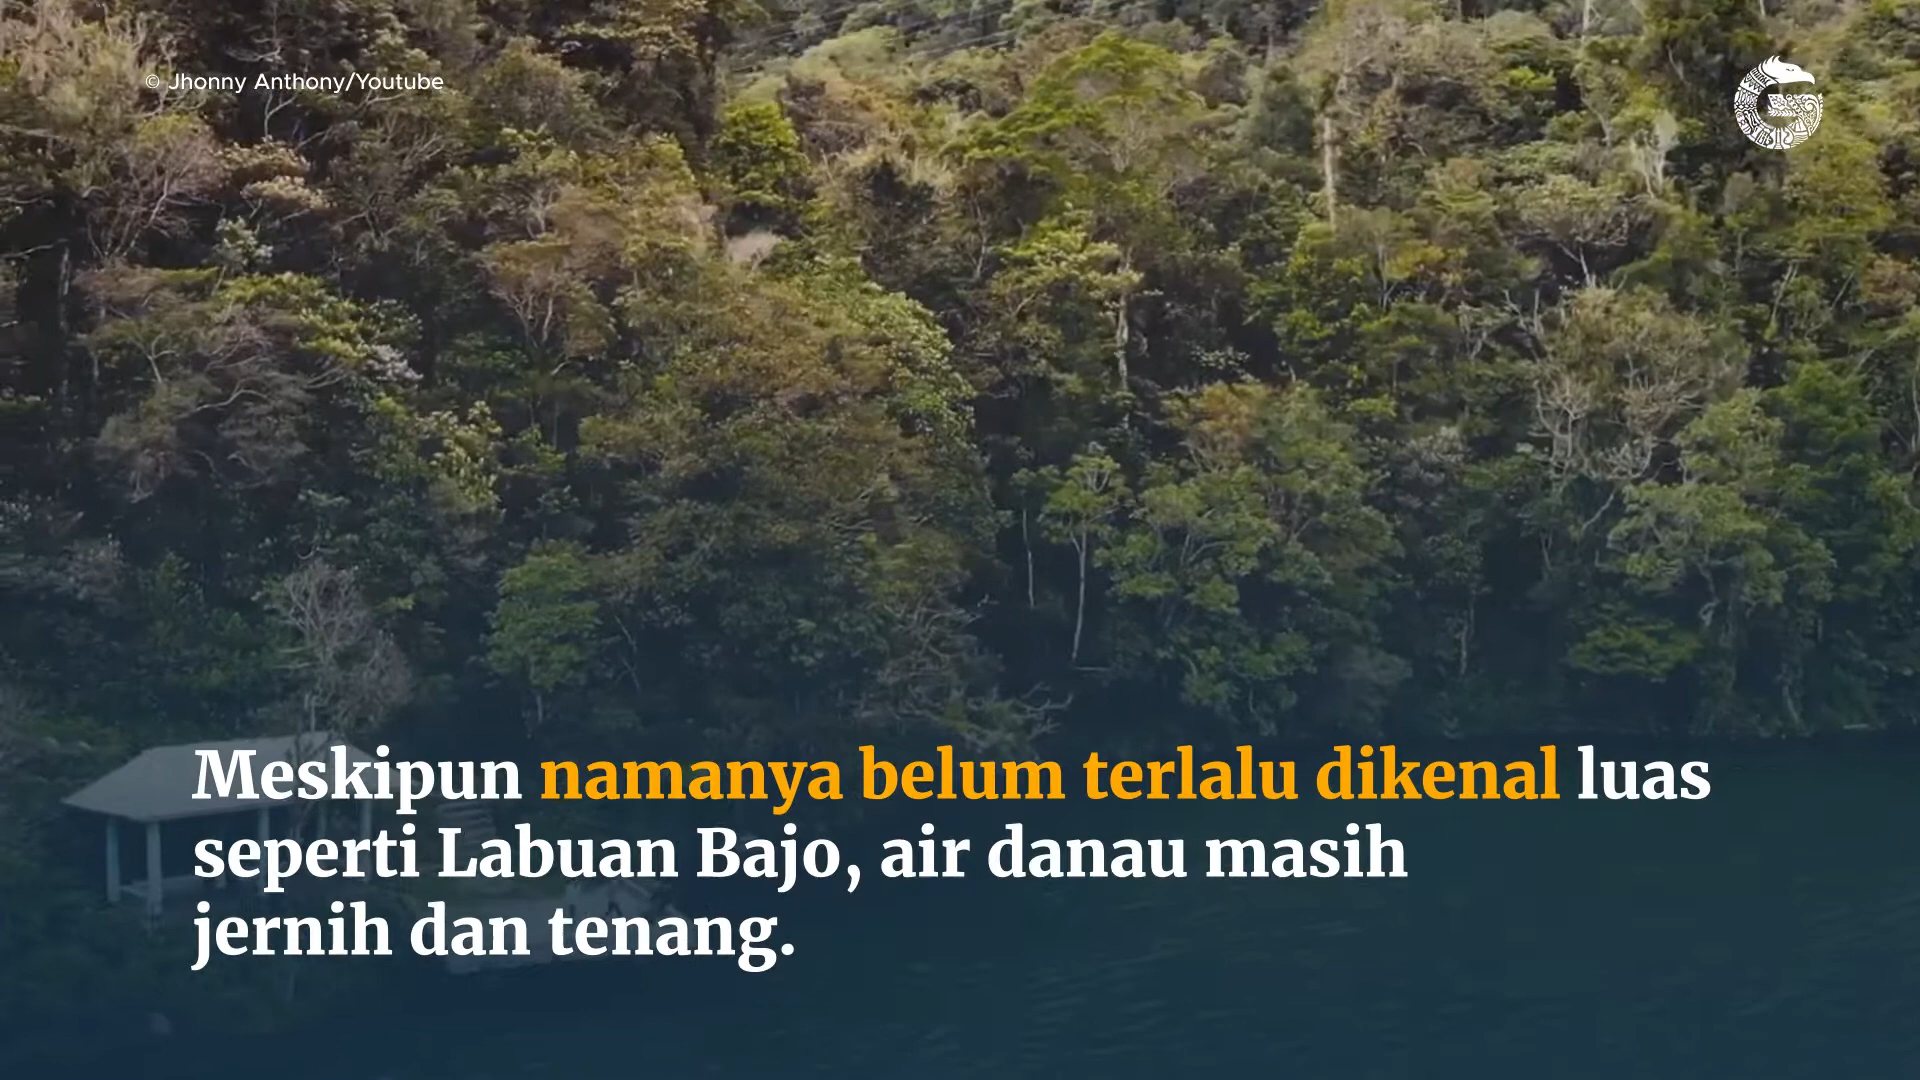 © Jhonny Anthony/Youtube
Meskipun namanya belum terlalu dikenal luas
seperti Labuan Bajo, air danau masih
jernih dan tenang.